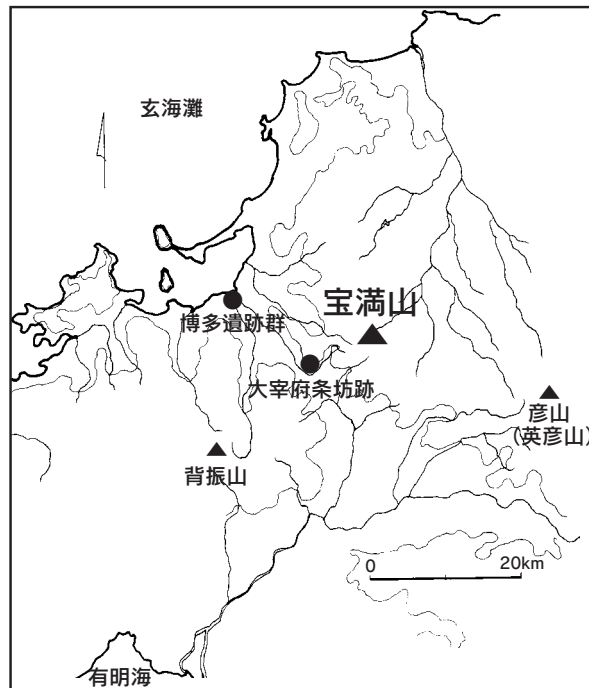 玄海灘
宝満山
博多遺跡群
大宰府条坊跡
彦山
（英彦山）
背振山
0 20km
有明海